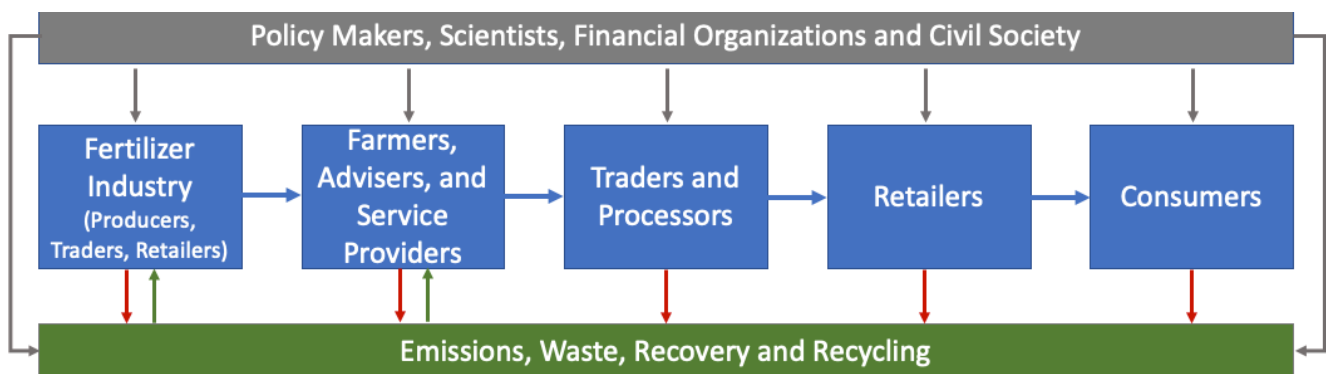 Policy Makers, Scientists, Financial Organizations and Civil Society
Fertilizer
Industry
(Producers,
Traders, Retailers)
Farmers,
Advisers, and
Service
Providers
Traders and
Processors
Retailers
Consumers
Emissions, Waste, Recovery and Recycling